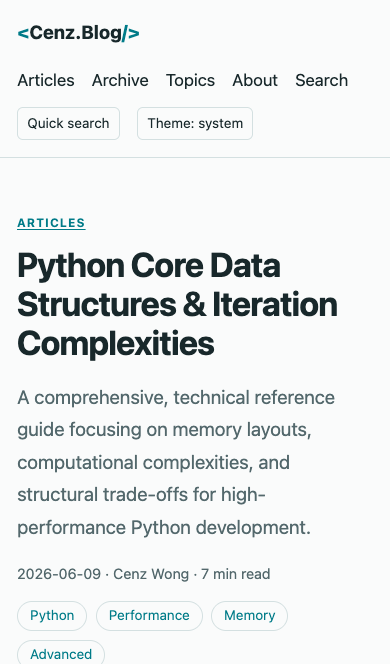 <Cenz.Blog/>
Articles Archive Topics About Search
Quick search Theme: system
ARTICLES
Python Core Data
Structures & Iteration
Complexities
A comprehensive, technical reference
guide focusing on memory layouts,
computational complexities, and
structural trade-offs for high-
performance Python development.
2026-06-09 · Cenz Wong · 7 min read
Python Performance Memory
Advanced